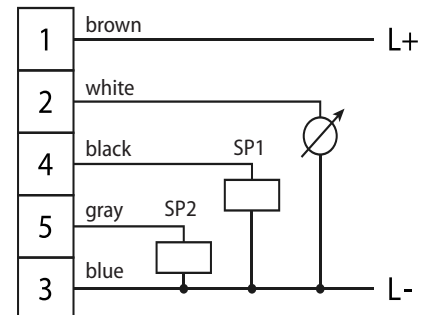 1 brown L+
2 white
4 black SP1
5 gray SP2
3 blue L-